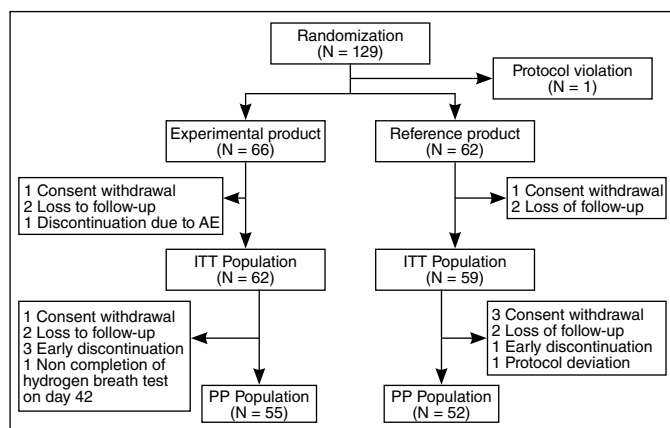 Randomization
(N = 129)
Protocol violation
(N = 1)
Experimental product
(N = 66)
Reference product
(N = 62)
1 Consent withdrawal
2 Loss to follow-up
1 Discontinuation due to AE
1 Consent withdrawal
2 Loss of follow-up
ITT Population
(N = 62)
ITT Population
(N = 59)
1 Consent withdrawal
2 Loss to follow-up
3 Early discontinuation
1 Non completion of
hydrogen breath test
on day 42
3 Consent withdrawal
2 Loss of follow-up
1 Early discontinuation
1 Protocol deviation
PP Population
(N = 55)
PP Population
(N = 52)